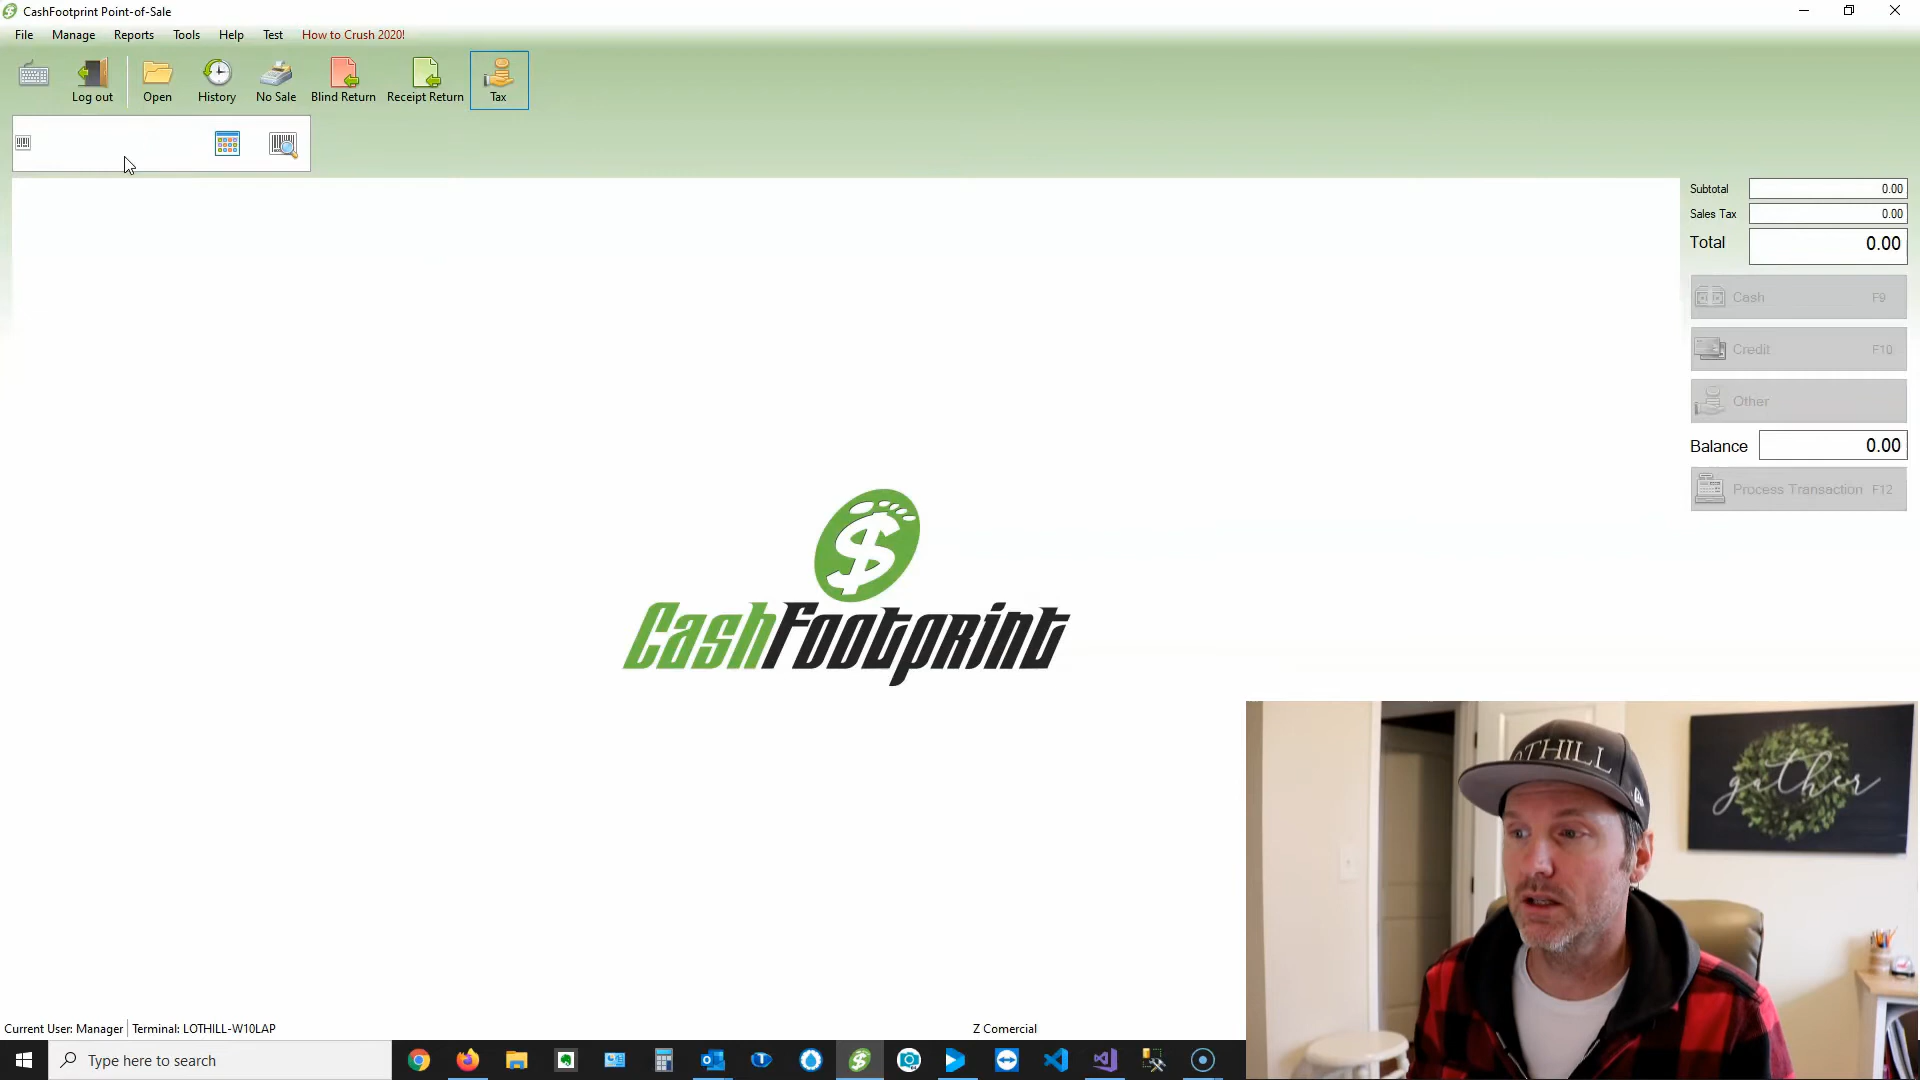 CashFootprint Point-of-Sale
File Manage Reports Tools Help Test How to Crush 2020!
Log out Open History No Sale Blind Return Receipt Return Tax
Subtotal 0.00
Sales Tax 0.00
Total 0.00
Cash F9
Credit F10
Other
Balance 0.00
Process Transaction F12
CashFootprint
gather
Current User: Manager Terminal: LOTHILL-W10LAP Z Comercial
Type here to search